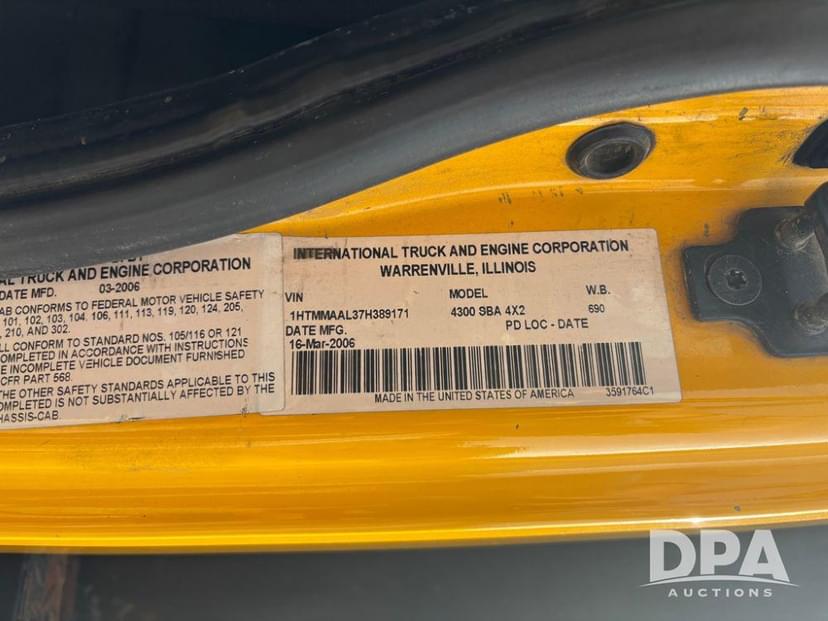 AL TRUCK AND ENGINE CORPORATION
DATE MFD. 03-2006
CAB CONFORMS TO FEDERAL MOTOR VEHICLE SAFETY
101, 102, 103, 104, 106, 111, 113, 119, 120, 124, 205,
210, AND 302.
LL CONFORM TO STANDARD NOS. 105/116 OR 121
COMPLETED IN ACCORDANCE WITH INSTRUCTIONS
E INCOMPLETE VEHICLE DOCUMENT FURNISHED
CFR PART 568.
THE OTHER SAFETY STANDARDS APPLICABLE TO THIS
COMPLETED IS NOT SUBSTANTIALLY AFFECTED BY THE
HASSIS-CAB.
INTERNATIONAL TRUCK AND ENGINE CORPORATION
WARRENVILLE, ILLINOIS
VIN MODEL W.B.
1HTMMAAL37H389171 4300 SBA 4X2 690
DATE MFG. PD LOC - DATE
16-Mar-2006
MADE IN THE UNITED STATES OF AMERICA 3591764C1
DPA
AUCTIONS